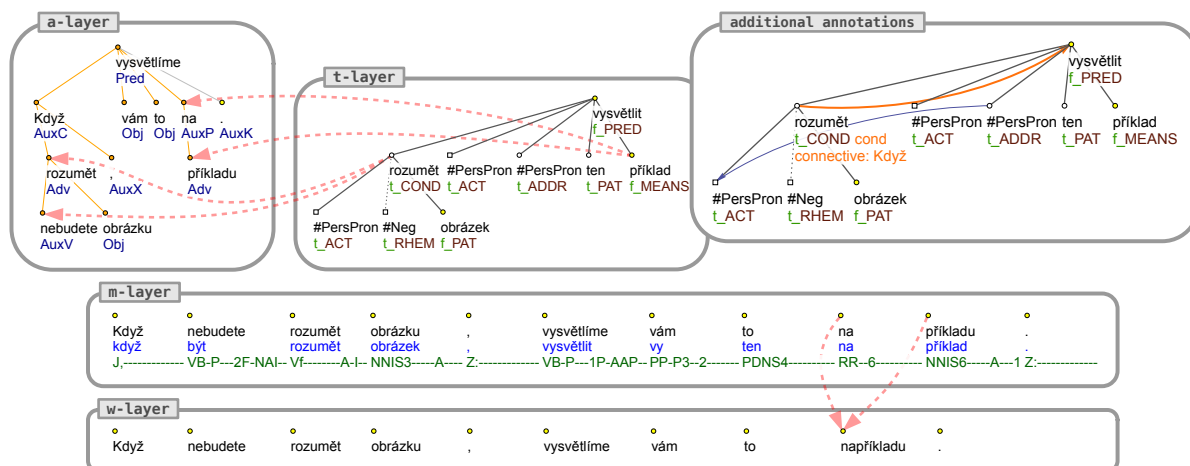 a-layer
vysvětlíme
Pred
Když
AuxC
vám
Obj
to
Obj
na
AuxP
.
AuxK
rozumět
Adv
,
AuxX
příkladu
Adv
nebudete
AuxV
obrázku
Obj
t-layer
vysvětlit
f_PRED
rozumět
t_COND
#PersPron
t_ACT
#PersPron
t_ADDR
ten
t_PAT
příklad
f_MEANS
#PersPron
t_ACT
#Neg
t_RHEM
obrázek
f_PAT
additional annotations
vysvětlit
f_PRED
rozumět
t_COND cond
connective: Když
#PersPron
t_ACT
#PersPron
t_ADDR
ten
t_PAT
příklad
f_MEANS
#PersPron
t_ACT
#Neg
t_RHEM
obrázek
f_PAT
m-layer
Když nebudete rozumět obrázku , vysvětlíme vám to na příkladu .
když být rozumět obrázek , vysvětlit vy ten na příklad .
J,------------- VB-P---2F-NAI-- Vf--------A-I-- NNIS3-----A---- Z:------------- VB-P---1P-AAP-- PP-P3--2------- PDNS4---------- RR--6---------- NNIS6-----A---1 Z:-------------
w-layer
Když nebudete rozumět obrázku , vysvětlíme vám to napříkladu .